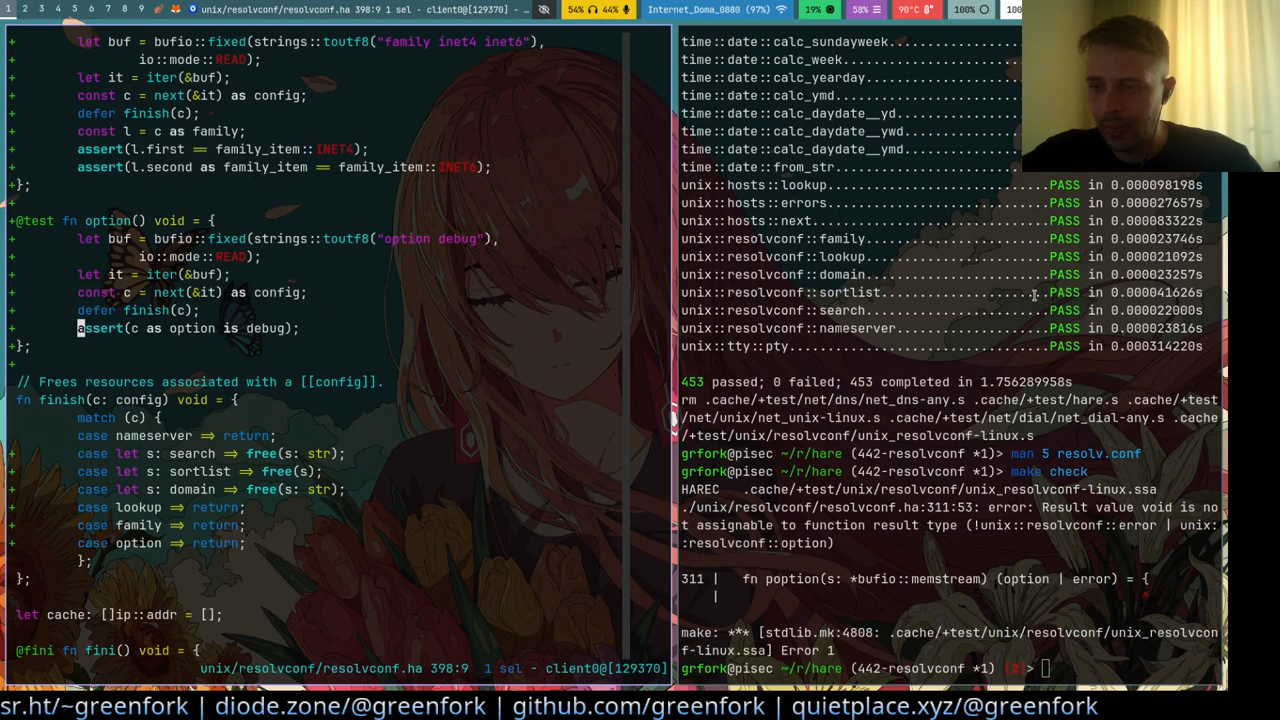 1 2 3 4 5 6 7 8 9 unix/resolvconf/resolvconf.ha 398:9 1 sel - client0@[129370] - … 54% 44% Internet_Doma_0880 (97%) 19% 58% 90°C 100% 100
+ let buf = bufio::fixed(strings::toutf8("family inet4 inet6"),
+ io::mode::READ);
+ let it = iter(&buf);
+ const c = next(&it) as config;
+ defer finish(c);
+ const l = c as family;
+ assert(l.first == family_item::INET4);
+ assert(l.second as family_item == family_item::INET6);
+};
+
+@test fn option() void = {
+ let buf = bufio::fixed(strings::toutf8("option debug"),
+ io::mode::READ);
+ let it = iter(&buf);
+ const c = next(&it) as config;
+ defer finish(c);
+ assert(c as option is debug);
+};
+
// Frees resources associated with a [[config]].
fn finish(c: config) void = {
match (c) {
case nameserver => return;
+ case let s: search => free(s: str);
+ case let s: sortlist => free(s);
+ case let s: domain => free(s: str);
+ case lookup => return;
+ case family => return;
+ case option => return;
};
};
let cache: []ip::addr = [];
@fini fn fini() void = {
unix/resolvconf/resolvconf.ha 398:9 1 sel - client0@[129370]
time::date::calc_sundayweek..................
time::date::calc_week........................
time::date::calc_yearday.....................
time::date::calc_ymd.........................
time::date::calc_daydate__yd.................
time::date::calc_daydate__ywd................
time::date::calc_daydate__ymd................
time::date::from_str.........................
unix::hosts::lookup.............................PASS in 0.000098198s
unix::hosts::errors.............................PASS in 0.000027657s
unix::hosts::next...............................PASS in 0.000083322s
unix::resolvconf::family........................PASS in 0.000023746s
unix::resolvconf::lookup........................PASS in 0.000021092s
unix::resolvconf::domain........................PASS in 0.000023257s
unix::resolvconf::sortlist......................PASS in 0.000041626s
unix::resolvconf::search........................PASS in 0.000022000s
unix::resolvconf::nameserver....................PASS in 0.000023816s
unix::tty::pty..................................PASS in 0.000314220s
453 passed; 0 failed; 453 completed in 1.756289958s
rm .cache/+test/net/dns/net_dns-any.s .cache/+test/hare.s .cache/+test
/net/unix/net_unix-linux.s .cache/+test/net/dial/net_dial-any.s .cache
/+test/unix/resolvconf/unix_resolvconf-linux.s
grfork@pisec ~/r/hare (442-resolvconf *1)> man 5 resolv.conf
grfork@pisec ~/r/hare (442-resolvconf *1)> make check
HAREC .cache/+test/unix/resolvconf/unix_resolvconf-linux.ssa
./unix/resolvconf/resolvconf.ha:311:53: error: Result value void is no
t assignable to function result type (!unix::resolvconf::error | unix:
:resolvconf::option)
311 | fn poption(s: *bufio::memstream) (option | error) = {
| ^
make: *** [stdlib.mk:4808: .cache/+test/unix/resolvconf/unix_resolvcon
f-linux.ssa] Error 1
grfork@pisec ~/r/hare (442-resolvconf *1) [2]>
sr.ht/~greenfork | diode.zone/@greenfork | github.com/greenfork | quietplace.xyz/@greenfork